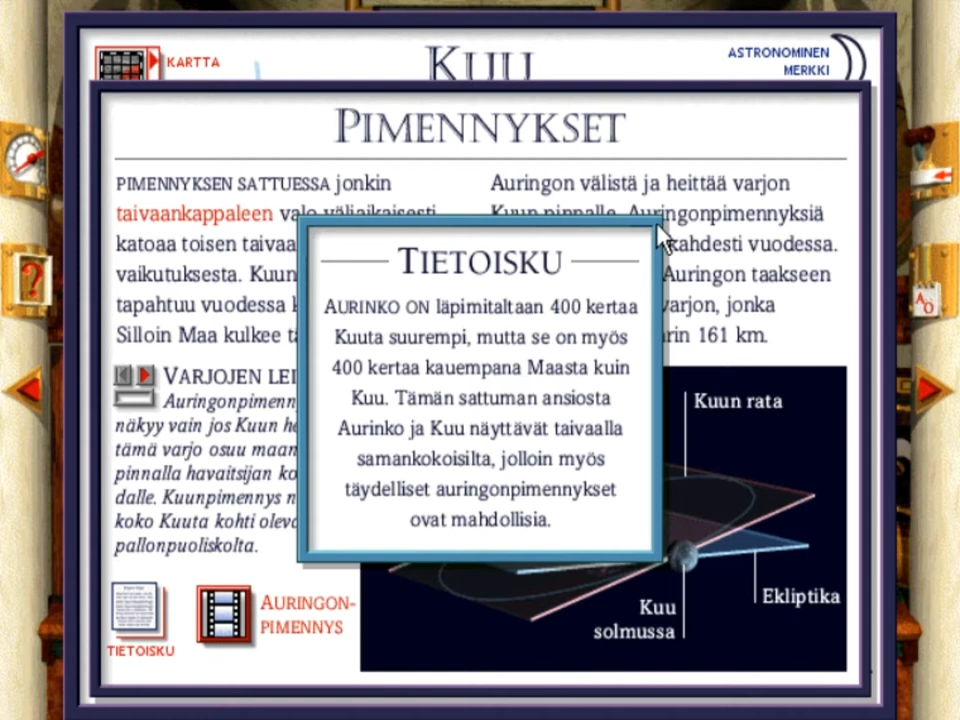 KARTTA
KUU
ASTRONOMINEN
MERKKI
PIMENNYKSET
PIMENNYKSEN SATTUESSA jonkin
taivaankappaleen valo väliaikaisesti
katoaa toisen
vaikutuksesta. Kuun
tapahtuu vuodessa
Silloin Maa kulkee
Auringon välistä ja heittää varjon
Kuun pinnalle. Auringonpimennyksiä
kahdesti vuodessa.
Auringon taakseen
varjon, jonka
161 km.
TIETOISKU
AURINKO ON läpimitaltaan 400 kertaa
Kuuta suurempi, mutta se on myös
400 kertaa kauempana Maasta kuin
Kuu. Tämän sattuman ansiosta
Aurinko ja Kuu näyttävät taivaalla
samankokoisilta, jolloin myös
täydelliset auringonpimennykset
ovat mahdollisia.
VARJOJEN
näkyy vain jos Kuun
tämä varjo osuu maan
pinnalla havaitsijan
dalle. Kuunpimennys
koko Kuuta kohti
pallonpuoliskolta.
TIETOISKU
AURINGON-
PIMENNYS
Kuun rata
Kuu
solmussa
Ekliptika